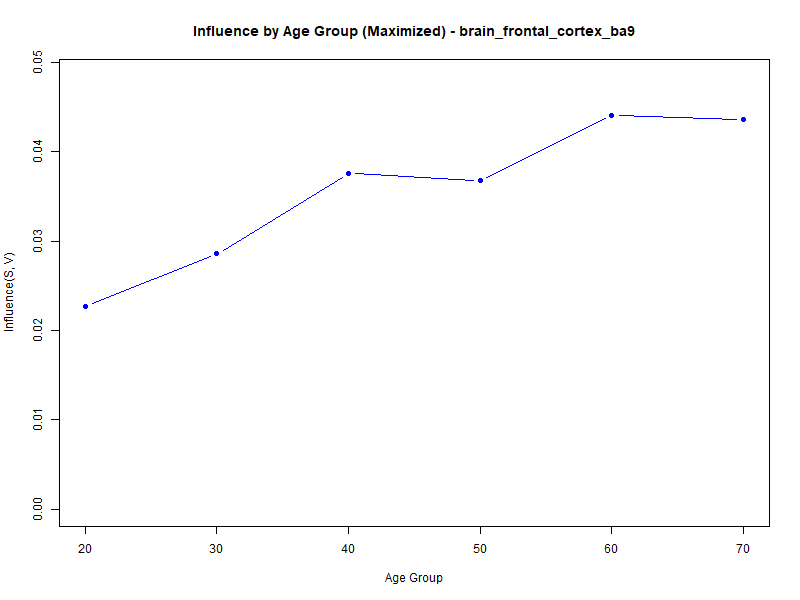 Influence by Age Group (Maximized) - brain_frontal_cortex_ba9
Influence(S, V)
0.05
0.04
0.03
0.02
0.01
0.00
20 30 40 50 60 70
Age Group